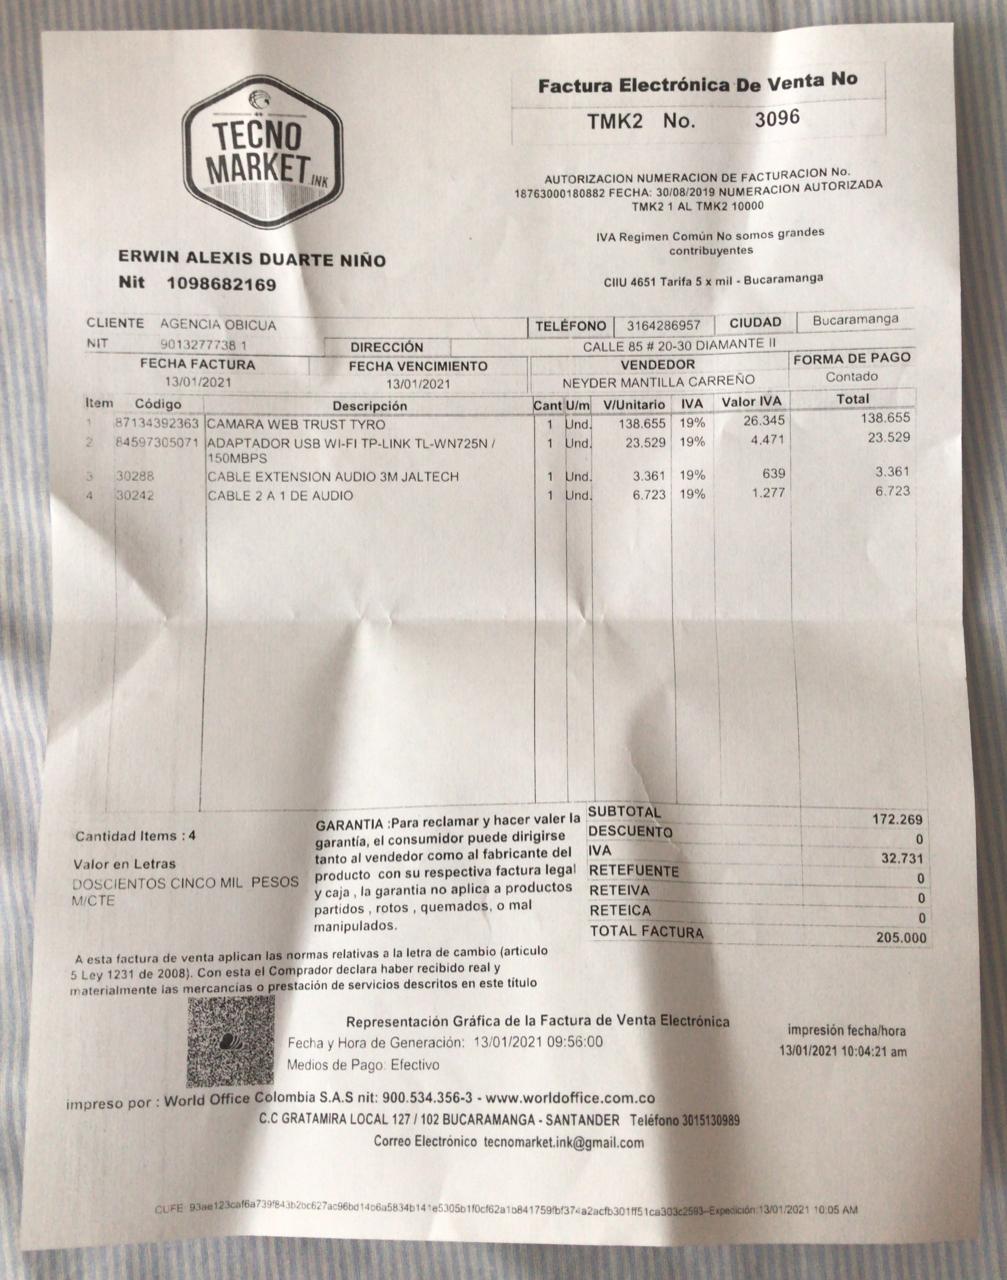 TECNO
MARKET.INK
Factura Electrónica De Venta No
TMK2 No. 3096
AUTORIZACION NUMERACION DE FACTURACION No.
18763000180882 FECHA: 30/08/2019 NUMERACION AUTORIZADA
TMK2 1 AL TMK2 10000
IVA Regimen Común No somos grandes
contribuyentes
CIIU 4651 Tarifa 5 x mil - Bucaramanga
ERWIN ALEXIS DUARTE NIÑO
Nit 1098682169
CLIENTE AGENCIA OBICUA TELÉFONO 3164286957 CIUDAD Bucaramanga
NIT 9013277738 1 DIRECCIÓN CALLE 85 # 20-30 DIAMANTE II
FECHA FACTURA FECHA VENCIMIENTO VENDEDOR FORMA DE PAGO
13/01/2021 13/01/2021 NEYDER MANTILLA CARREÑO Contado
Item Código Descripción Cant U/m V/Unitario IVA Valor IVA Total
1 87134392363 CAMARA WEB TRUST TYRO 1 Und. 138.655 19% 26.345 138.655
2 84597305071 ADAPTADOR USB WI-FI TP-LINK TL-WN725N / 1 Und. 23.529 19% 4.471 23.529
150MBPS
3 30288 CABLE EXTENSION AUDIO 3M JALTECH 1 Und. 3.361 19% 639 3.361
4 30242 CABLE 2 A 1 DE AUDIO 1 Und. 6.723 19% 1.277 6.723
Cantidad Items : 4
Valor en Letras
DOSCIENTOS CINCO MIL PESOS
M/CTE
GARANTIA :Para reclamar y hacer valer la
garantía, el consumidor puede dirigirse
tanto al vendedor como al fabricante del
producto con su respectiva factura legal
y caja , la garantia no aplica a productos
partidos , rotos , quemados, o mal
manipulados.
SUBTOTAL 172.269
DESCUENTO 0
IVA 32.731
RETEFUENTE 0
RETEIVA 0
RETEICA 0
TOTAL FACTURA 205.000
A esta factura de venta aplican las normas relativas a la letra de cambio (articulo
5 Ley 1231 de 2008). Con esta el Comprador declara haber recibido real y
materialmente las mercancias o prestación de servicios descritos en este título
Representación Gráfica de la Factura de Venta Electrónica
Fecha y Hora de Generación: 13/01/2021 09:56:00
Medios de Pago: Efectivo
impresión fecha/hora
13/01/2021 10:04:21 am
impreso por : World Office Colombia S.A.S nit: 900.534.356-3 - www.worldoffice.com.co
C.C GRATAMIRA LOCAL 127 / 102 BUCARAMANGA - SANTANDER Teléfono 3015130989
Correo Electrónico tecnomarket.ink@gmail.com
CUFE Expedición:13/01/2021 10:05 AM